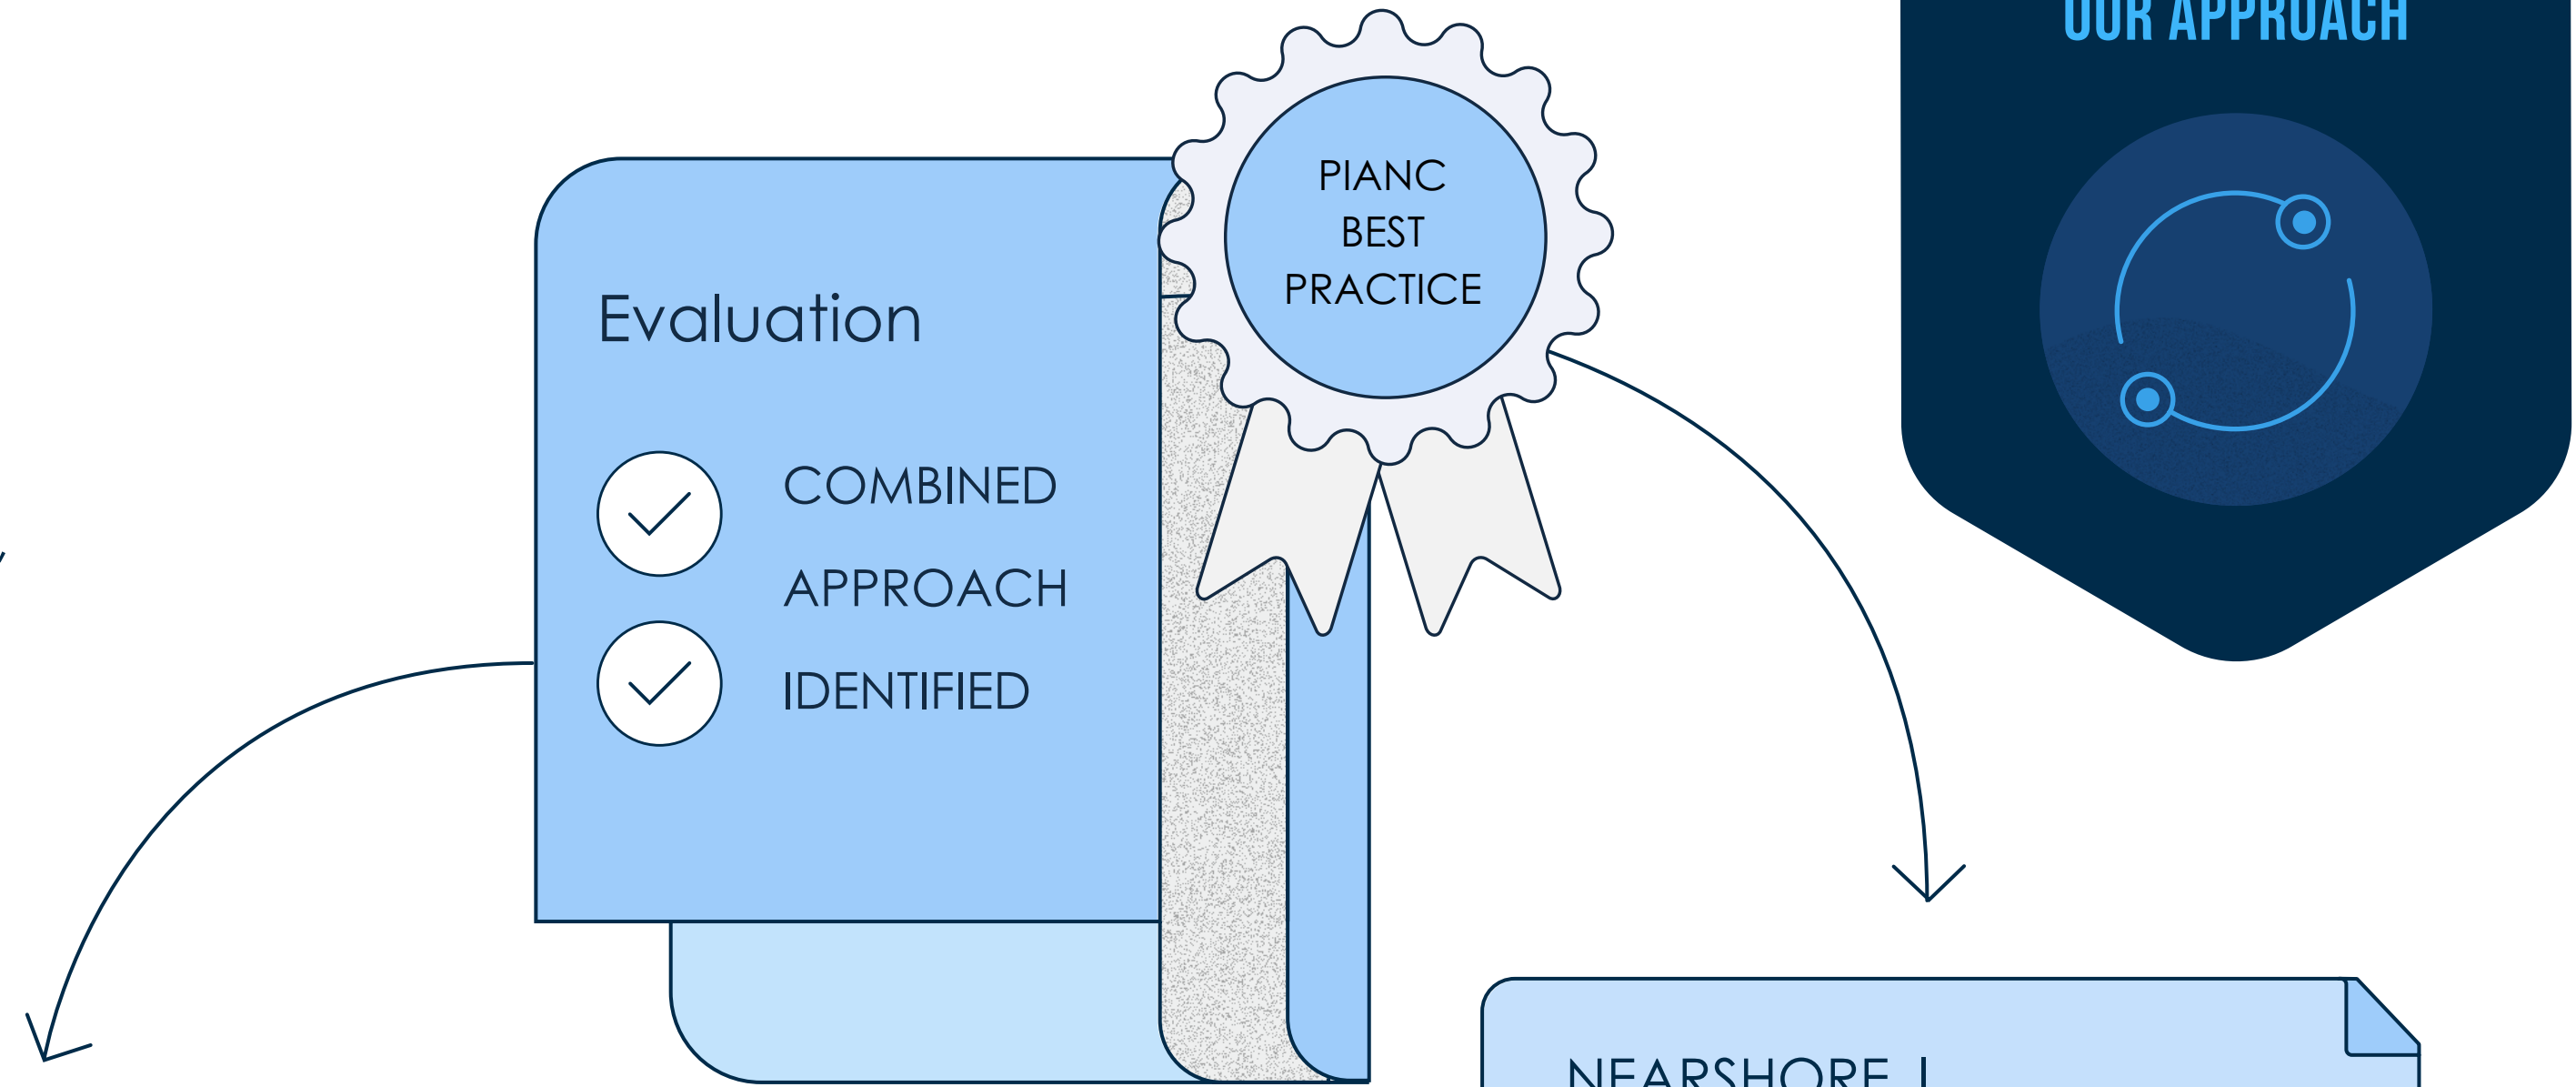 OUR APPROACH
PIANC
BEST
PRACTICE
Evaluation
COMBINED
APPROACH
IDENTIFIED
NEARSHORE |